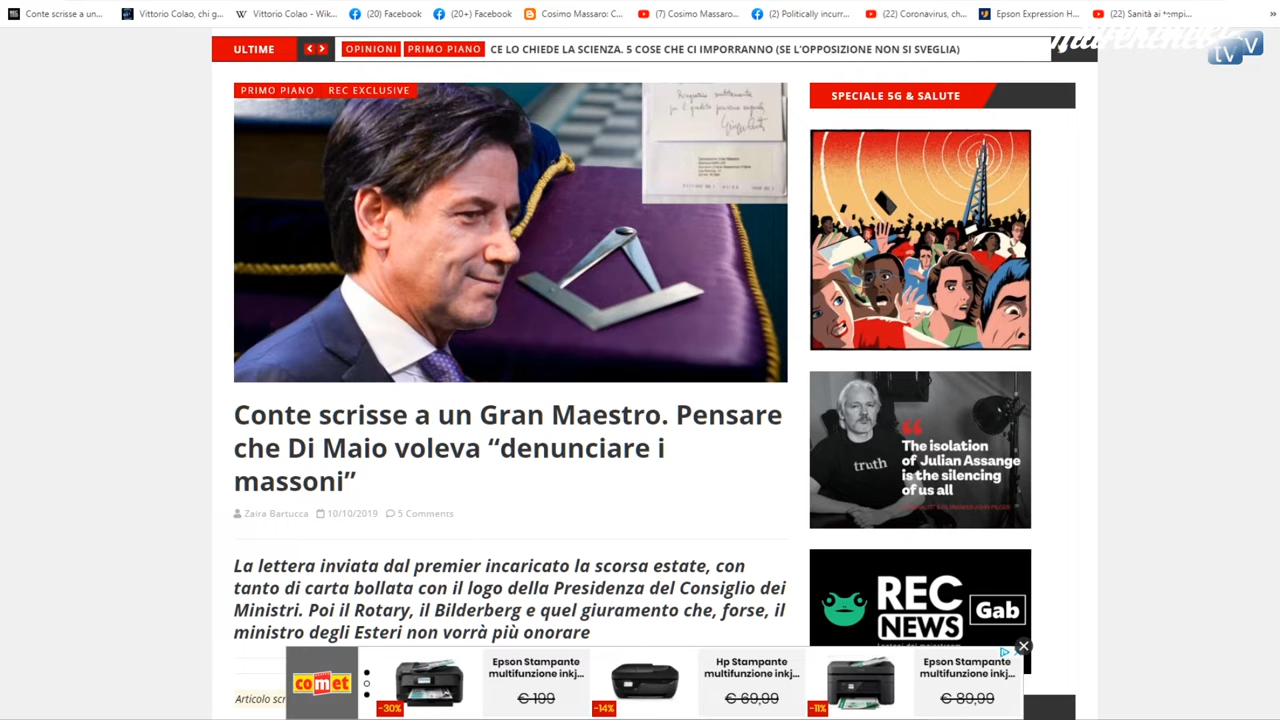 Conte scrisse a un...
Vittorio Colao, chi g...
Vittorio Colao - Wik...
(20) Facebook
(20+) Facebook
Cosimo Massaro: C...
(7) Cosimo Massaro...
(2) Politically incurr...
(22) Coronavirus, ch...
Epson Expression H...
(22) Sanità ai tempi...
»
tv
ULTIME
OPINIONI PRIMO PIANO CE LO CHIEDE LA SCIENZA. 5 COSE CHE CI IMPORRANNO (SE L'OPPOSIZIONE NON SI SVEGLIA)
PRIMO PIANO REC EXCLUSIVE
SPECIALE 5G & SALUTE
Conte scrisse a un Gran Maestro. Pensare
che Di Maio voleva “denunciare i
massoni”
Zaira Bartucca 10/10/2019 5 Comments
La lettera inviata dal premier incaricato la scorsa estate, con
tanto di carta bollata con il logo della Presidenza del Consiglio dei
Ministri. Poi il Rotary, il Bilderberg e quel giuramento che, forse, il
ministro degli Esteri non vorrà più onorare
Articolo scr
truth
The isolation
of Julian Assange
is the silencing
of us all
REC
NEWS
Gab
comet
-30%
Epson Stampante
multifunzione inkj...
€ 199
-14%
Hp Stampante
multifunzione inkj...
€ 69,99
-11%
Epson Stampante
multifunzione inkj...
€ 89,99